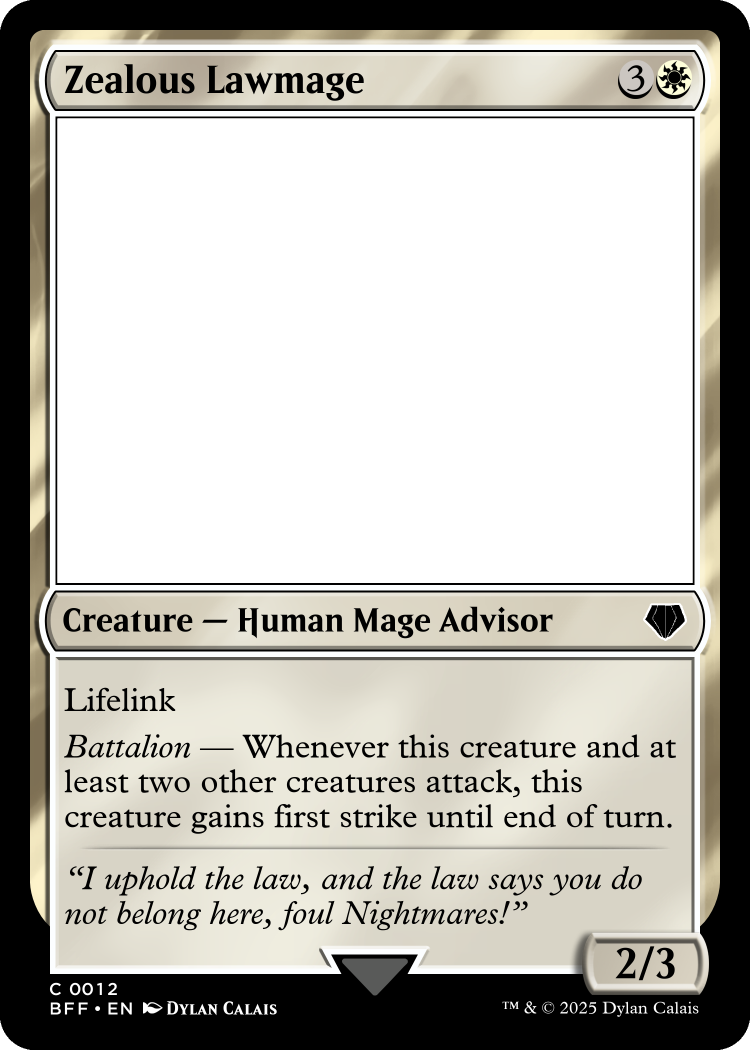 Zealous Lawmage 3
Creature — Human Mage Advisor
Lifelink
Battalion — Whenever this creature and at
least two other creatures attack, this
creature gains first strike until end of turn.
“I uphold the law, and the law says you do
not belong here, foul Nightmares!”
2/3
C 0012
BFF • EN Dylan Calais
™ & © 2025 Dylan Calais